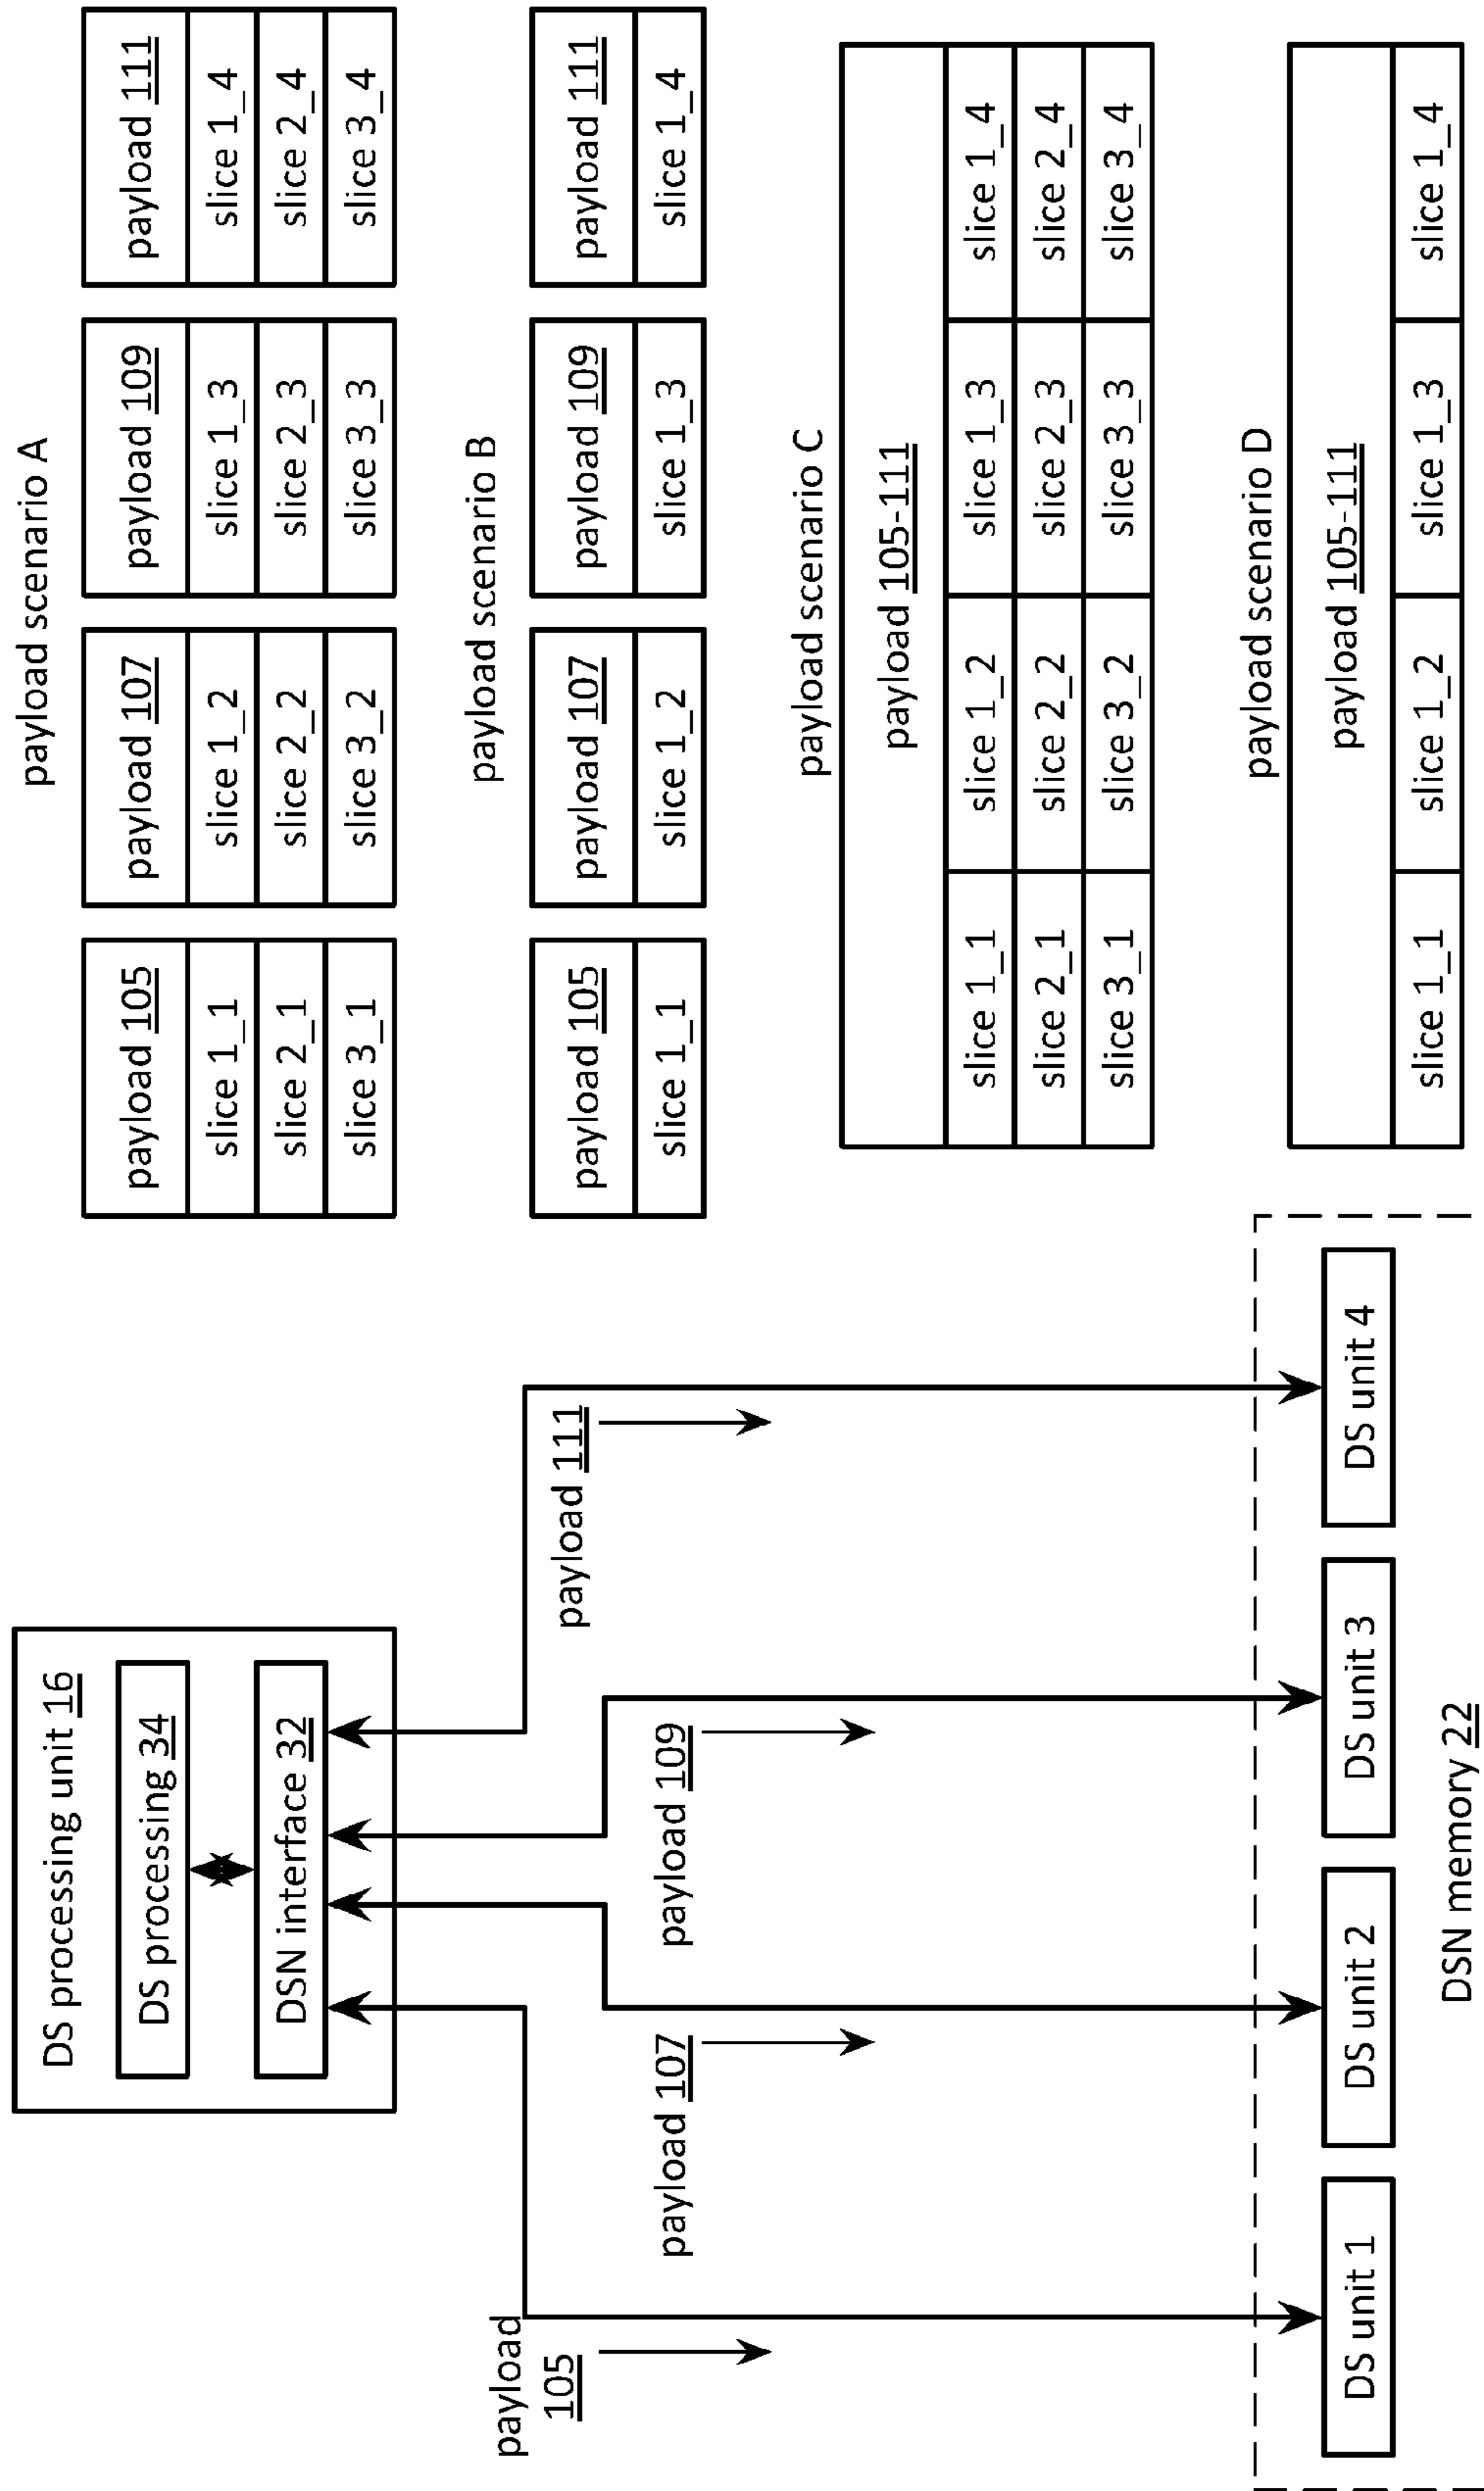 DS processing unit 16
DS processing 34
DSN interface 32
payload
105
payload 107
payload 109
payload 111
DS unit 1
DS unit 2
DS unit 3
DS unit 4
DSN memory 22
payload scenario A
payload 105
payload 107
payload 109
payload 111
slice 1_1
slice 1_2
slice 1_3
slice 1_4
slice 2_1
slice 2_2
slice 2_3
slice 2_4
slice 3_1
slice 3_2
slice 3_3
slice 3_4
payload scenario B
payload 105
payload 107
payload 109
payload 111
slice 1_1
slice 1_2
slice 1_3
slice 1_4
payload scenario C
payload 105-111
slice 1_1
slice 1_2
slice 1_3
slice 1_4
slice 2_1
slice 2_2
slice 2_3
slice 2_4
slice 3_1
slice 3_2
slice 3_3
slice 3_4
payload scenario D
payload 105-111
slice 1_1
slice 1_2
slice 1_3
slice 1_4